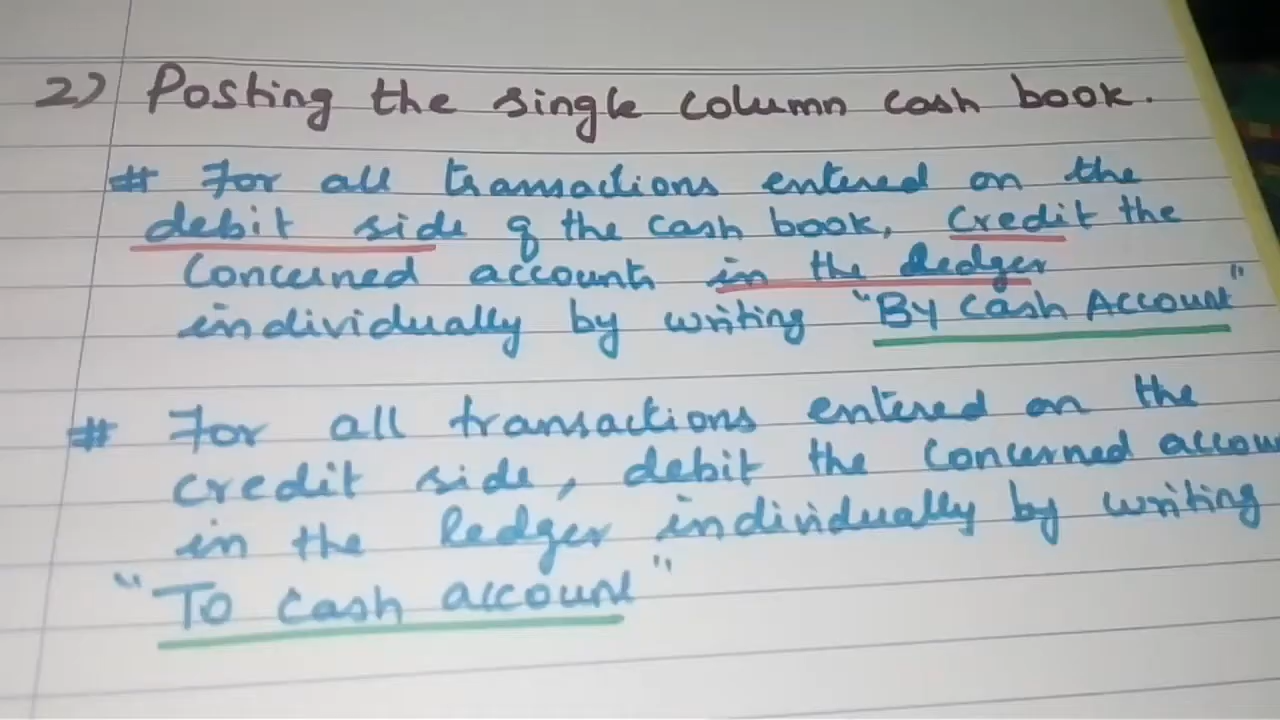 2) Posting the single column cash book.
# For all transactions entered on the
debit side of the cash book, Credit the
Concerned accounts in the Ledger
individually by writing "By Cash Account"
# For all transactions entered on the
credit side, debit the Concerned accou
in the Ledger individually by writing
"To cash account"